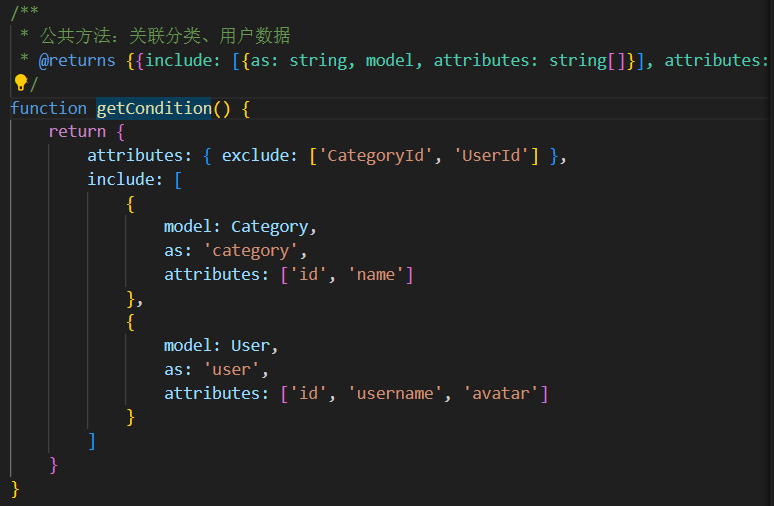 /**
 * 公共方法：关联分类、用户数据
 * @returns {{include: [{as: string, model, attributes: string[]}], attributes:
 */
function getCondition() {
    return {
        attributes: { exclude: ['CategoryId', 'UserId'] },
        include: [
            {
                model: Category,
                as: 'category',
                attributes: ['id', 'name']
            },
            {
                model: User,
                as: 'user',
                attributes: ['id', 'username', 'avatar']
            }
        ]
    }
}